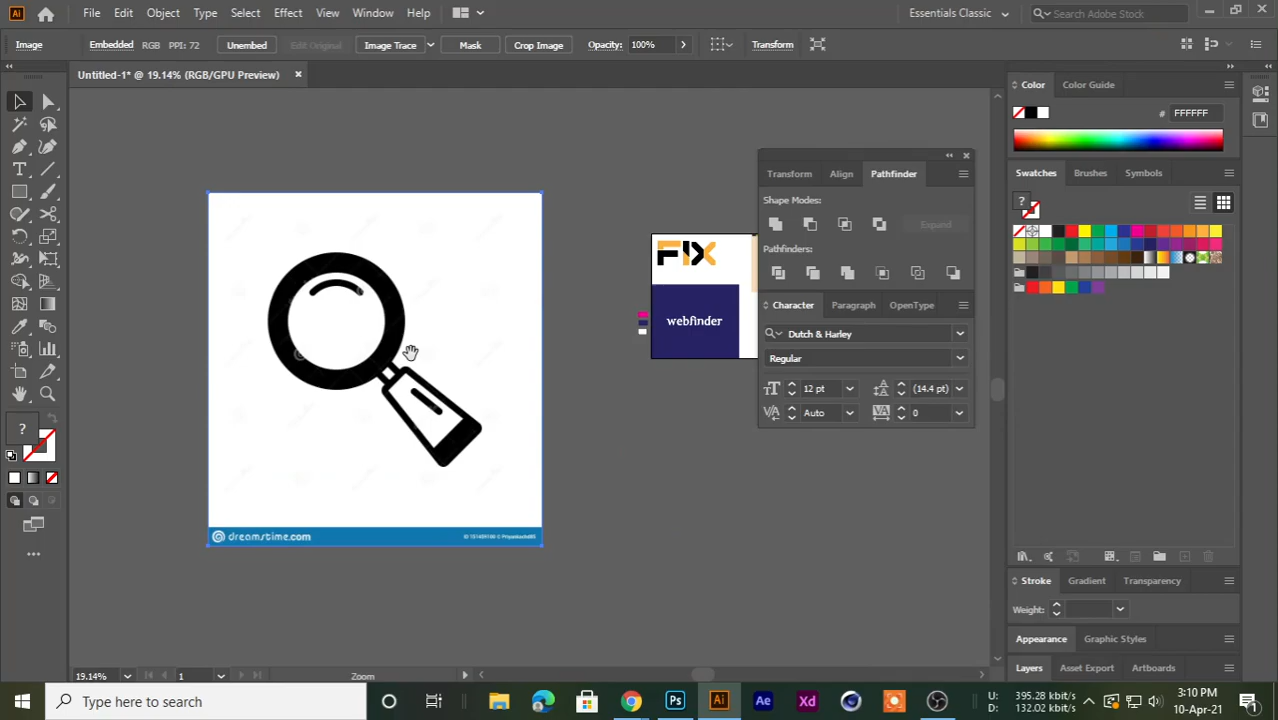 Ai File Edit Object Type Select Effect View Window Help Essentials Classic Search Adobe Stock
Image Embedded RGB PPI: 72 Unembed Edit Original Image Trace Mask Crop Image Opacity: 100% Transform
Untitled-1* @ 19.14% (RGB/GPU Preview)
Color Color Guide
# FFFFFF
Transform Align Pathfinder
Swatches Brushes Symbols
Shape Modes:
Expand
Pathfinders:
FIX
webfinder
Character Paragraph OpenType
Dutch & Harley
Regular
12 pt (14.4 pt)
Auto 0
?
?
dreamstime.com
Stroke Gradient Transparency
Weight:
Appearance Graphic Styles
Layers Asset Export Artboards
19.14% 1 Zoom
Type here to search
Ps Ai Ae Xd
U: 395.28 kbit/s
D: 132.02 kbit/s
3:10 PM
10-Apr-21
1